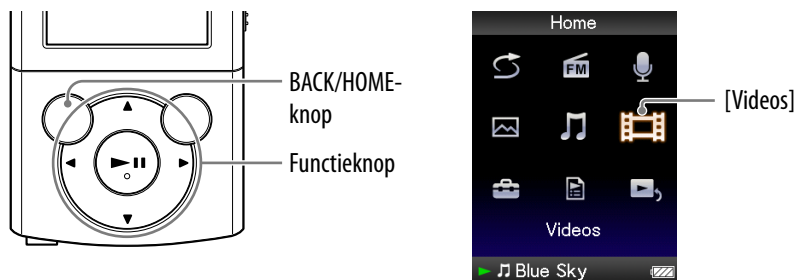 BACK/HOME-
knop
Functieknop
Home
FM
[Videos]
Videos
Blue Sky